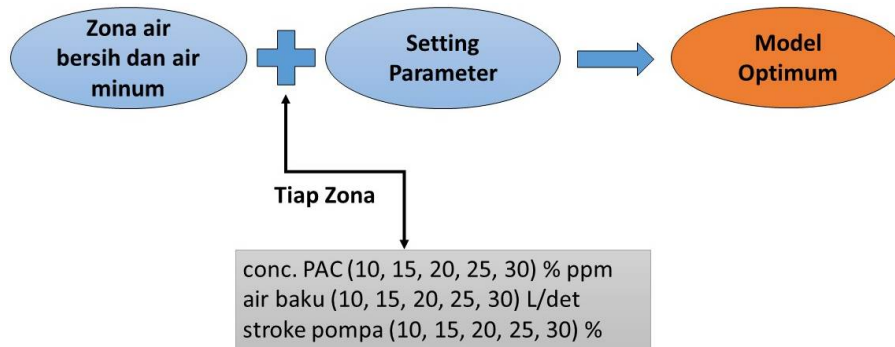 Zona air
bersih dan air
minum
Setting
Parameter
Model
Optimum
Tiap Zona
conc. PAC (10, 15, 20, 25, 30) % ppm
air baku (10, 15, 20, 25, 30) L/det
stroke pompa (10, 15, 20, 25, 30) %